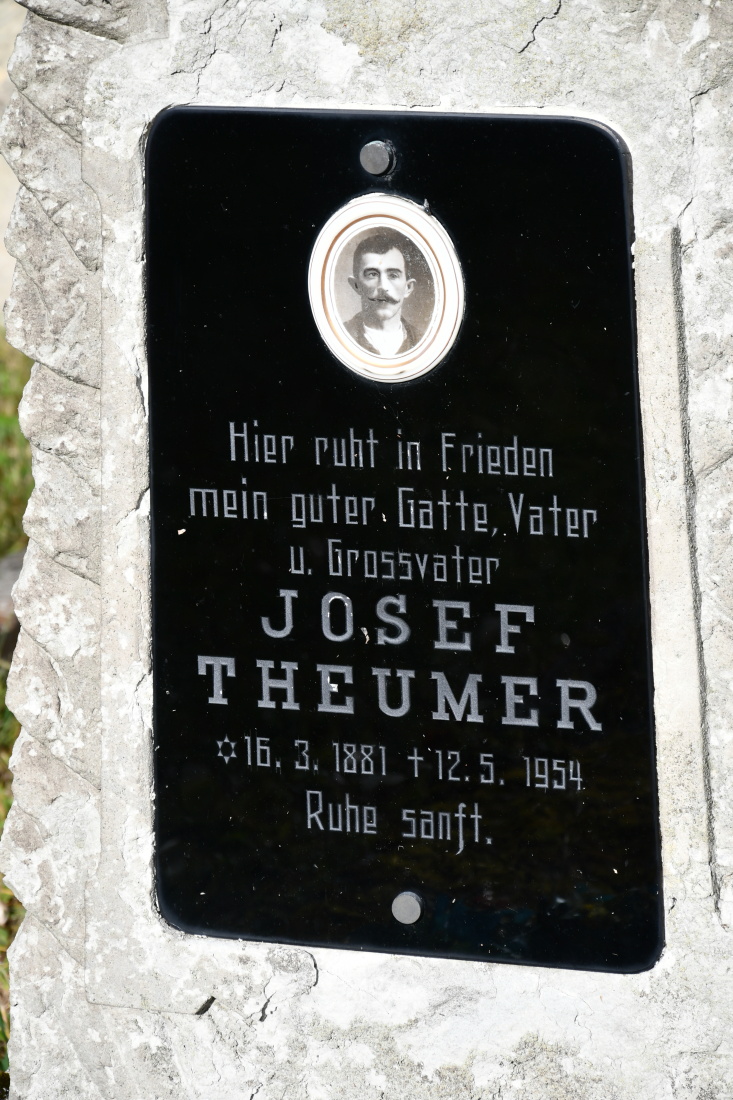 Hier ruht in Frieden
mein guter Gatte, Vater
u. Grossvater
JOSEF
THEUMER
✡16. 3. 1881 †12. 5. 1954
Ruhe sanft.